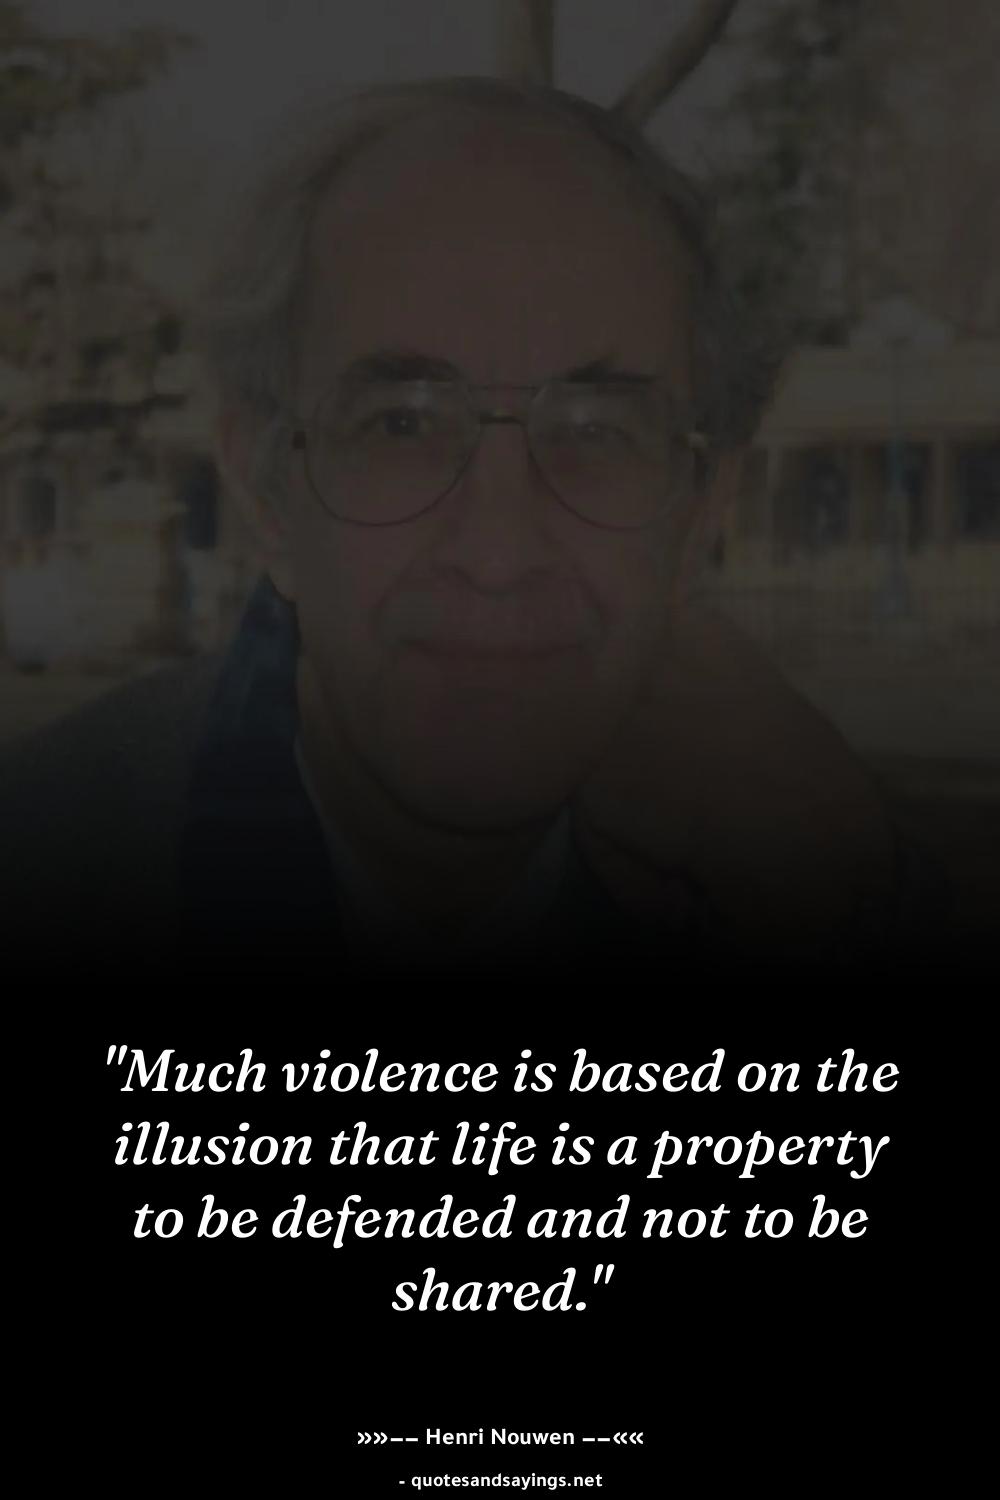 "Much violence is based on the
illusion that life is a property
to be defended and not to be
shared."
»»–– Henri Nouwen ––««
- quotesandsayings.net